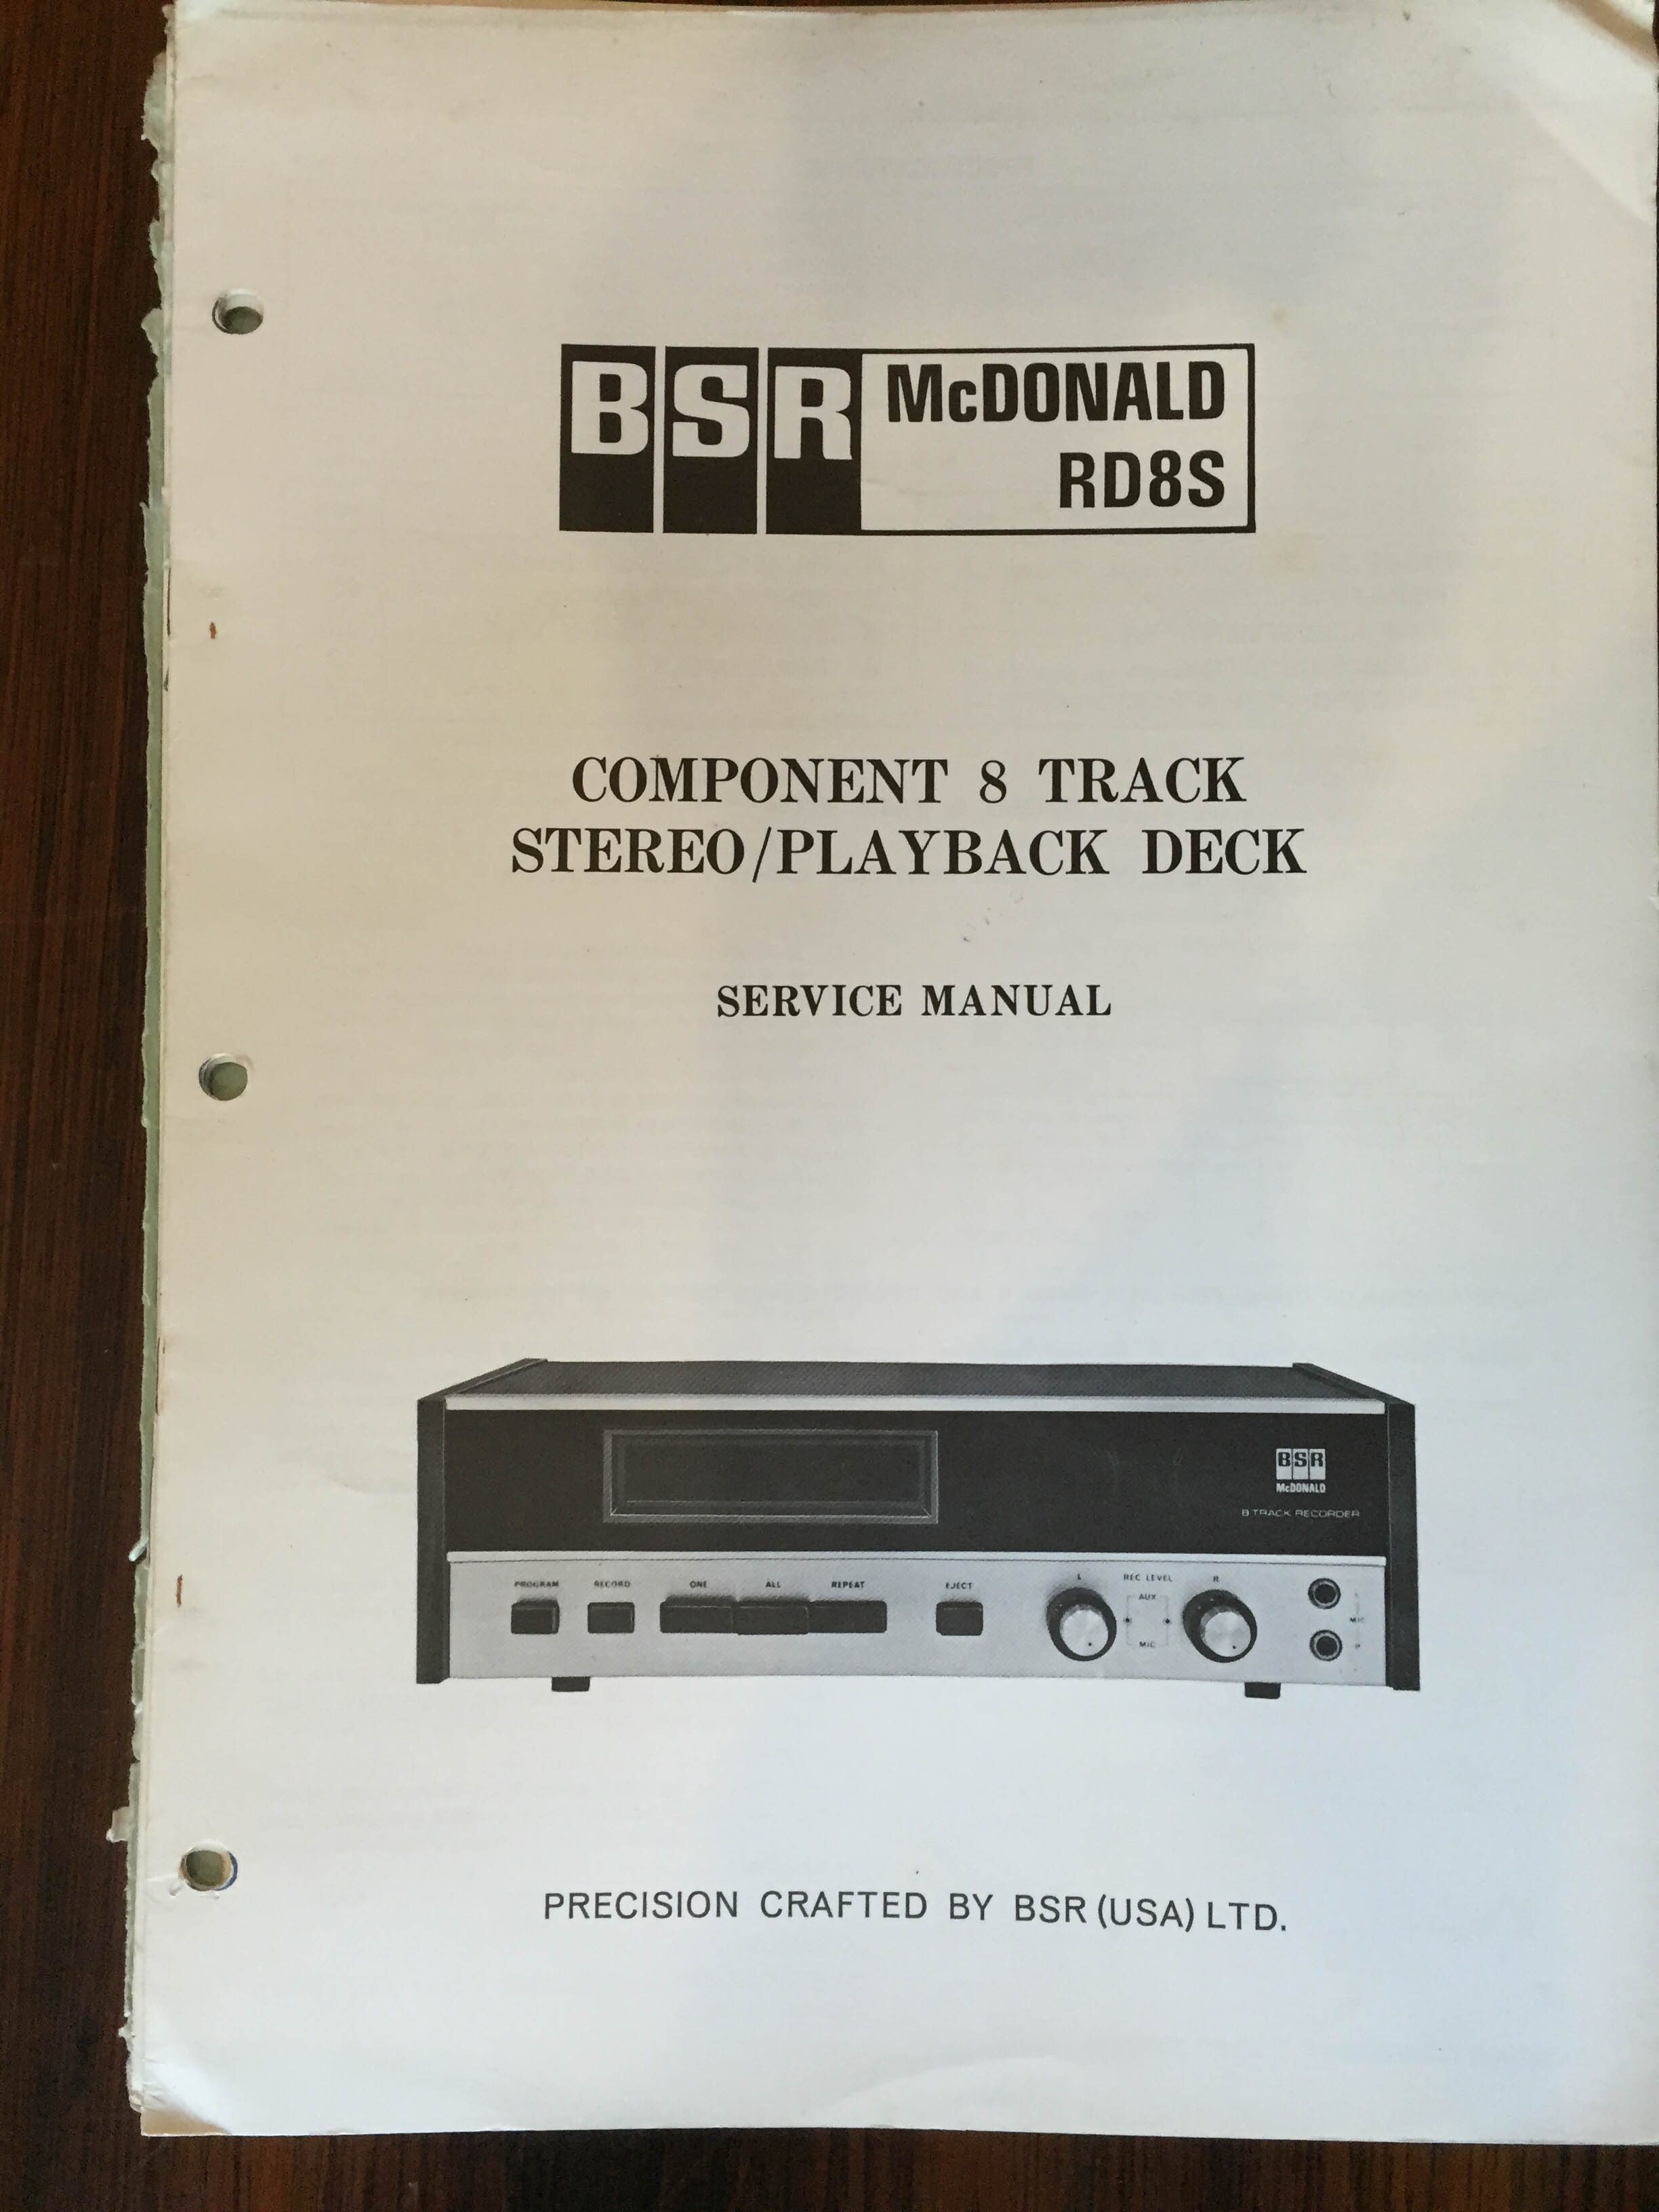 BSR McDONALD
RD8S
COMPONENT 8 TRACK
STEREO/PLAYBACK DECK
SERVICE MANUAL
BSR
McDONALD
8 TRACK RECORDER
PROGRAM RECORD ONE ALL REPEAT EJECT L REC LEVEL R
AUX
MIC
MIC
PRECISION CRAFTED BY BSR (USA) LTD.